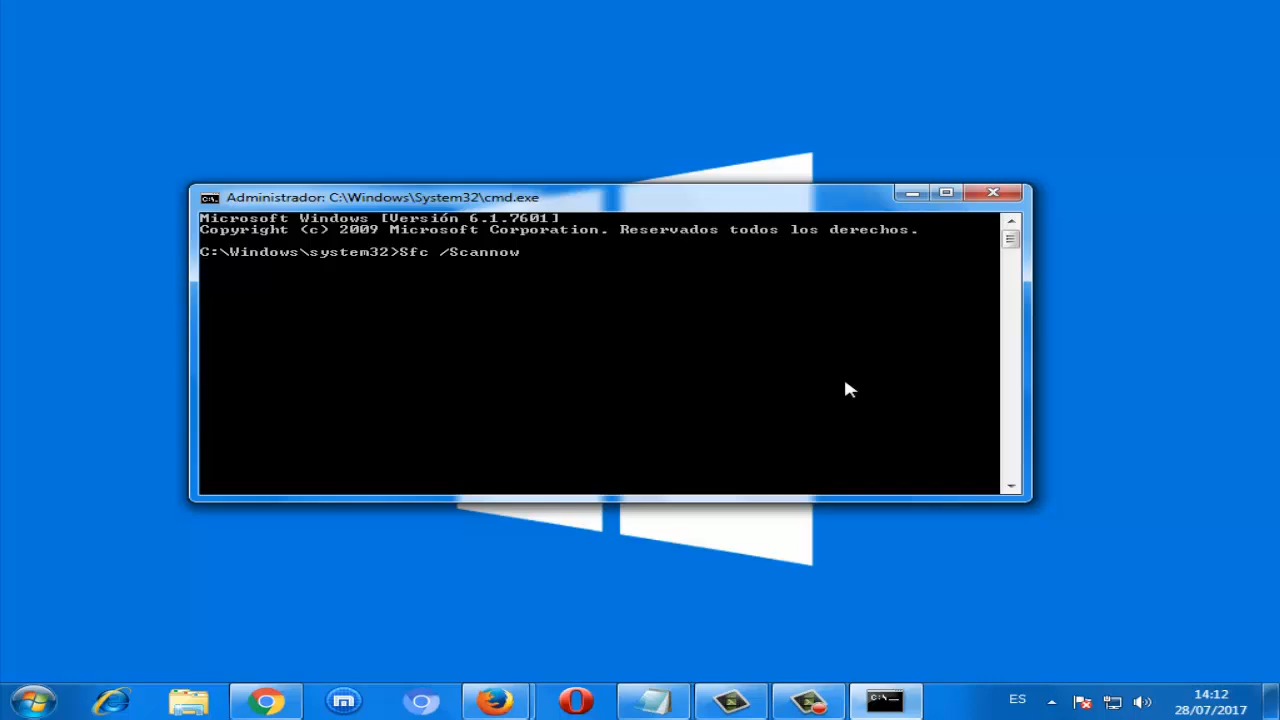 Administrador: C:\Windows\System32\cmd.exe
Microsoft Windows [Versión 6.1.7601]
Copyright (c) 2009 Microsoft Corporation. Reservados todos los derechos.
C:\Windows\system32>Sfc /Scannow
ES
14:12
28/07/2017